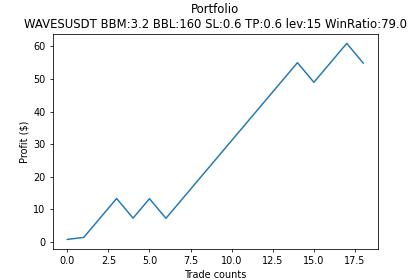 Portfolio
WAVESUSDT BBM:3.2 BBL:160 SL:0.6 TP:0.6 lev:15 WinRatio:79.0
60
50
40
30
20
10
0
Profit ($)
0.0 2.5 5.0 7.5 10.0 12.5 15.0 17.5
Trade counts